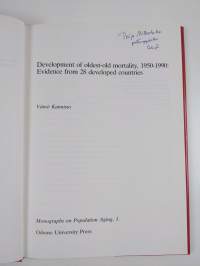 Development of oldest-old mortality, 1950-1990:
Evidence from 28 developed countries
Väinö Kannisto
Monographs on Population Aging, 1
Odense University Press